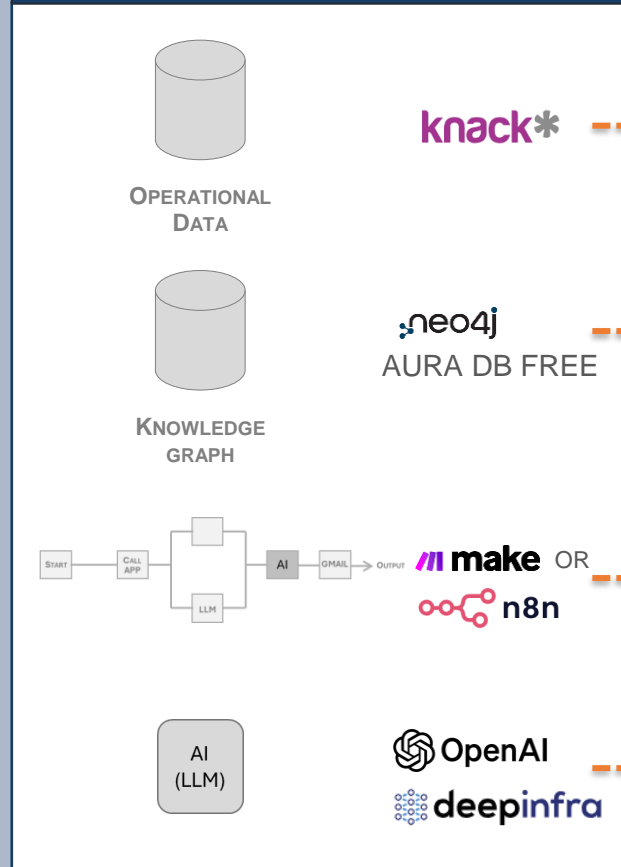 OPERATIONAL
DATA
knack*
KNOWLEDGE
GRAPH
neo4j
AURA DB FREE
START
CALL
APP
LLM
AI
GMAIL
OUTPUT
make OR
n8n
AI
(LLM)
OpenAI
deepinfra